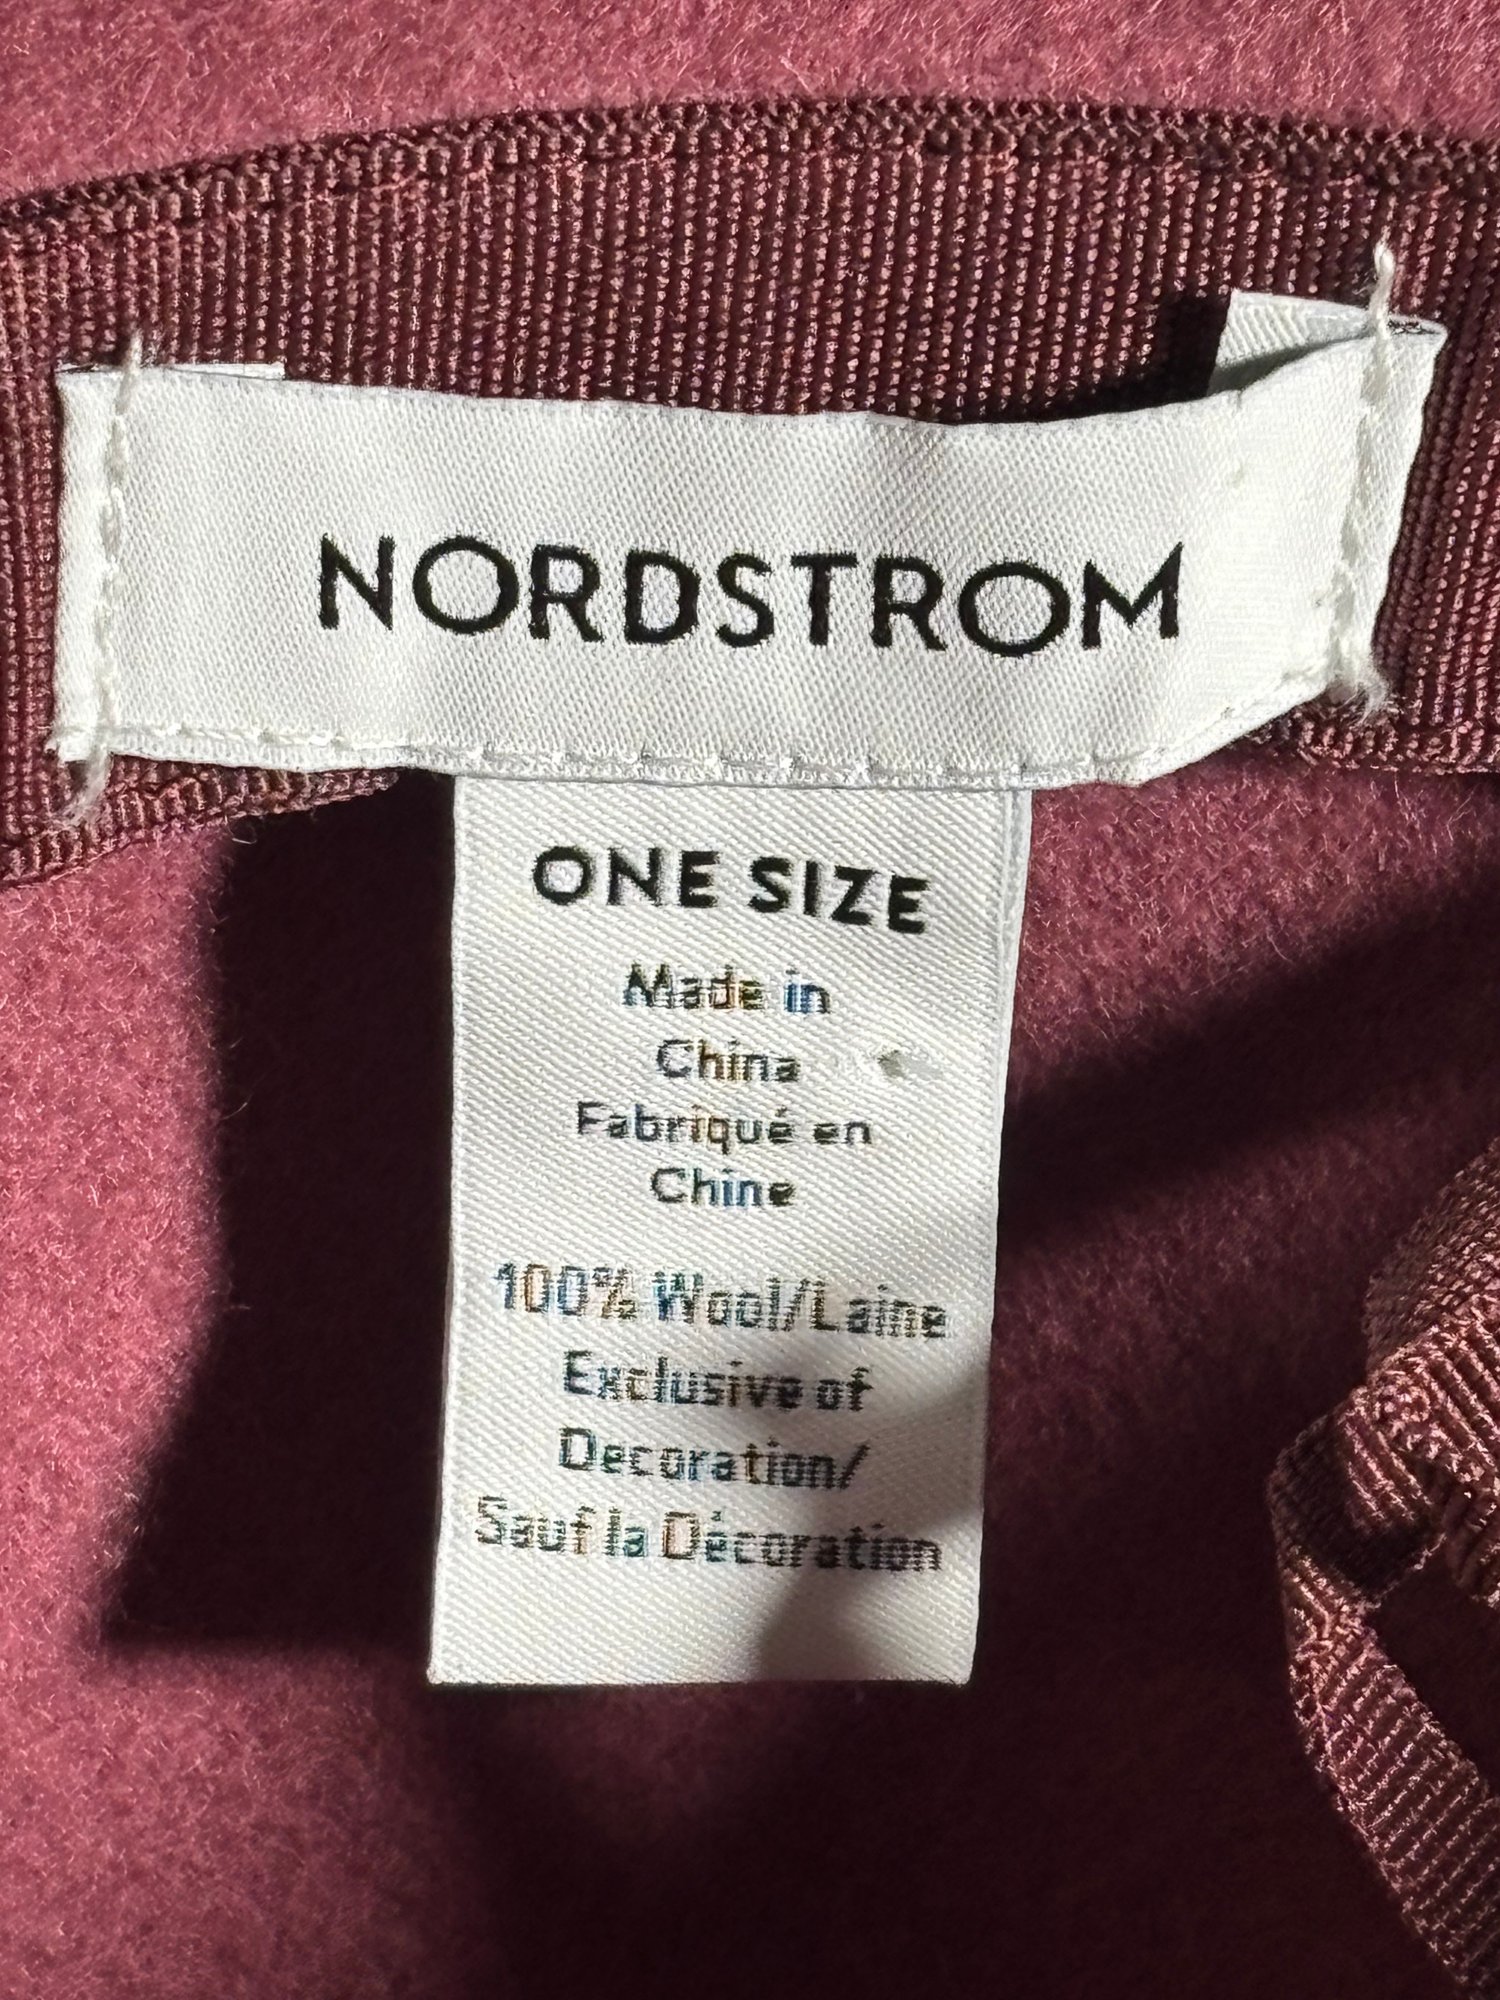 NORDSTROM
ONE SIZE
Made in
China
Fabriqué en
Chine
100% Wool/Laine
Exclusive of
Decoration/
Sauf la Décoration